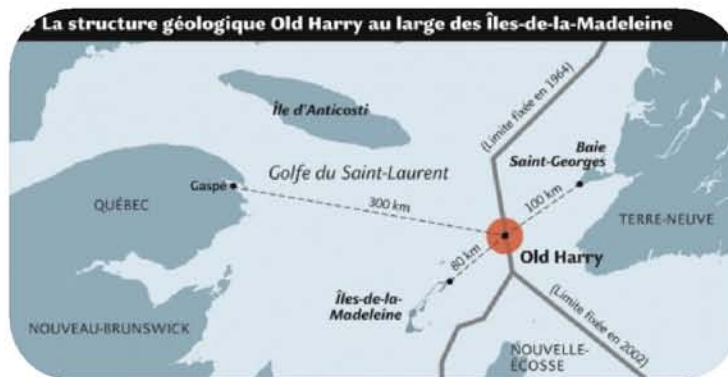 La structure géologique Old Harry au large des Îles-de-la-Madeleine
(Limite fixée en 1964)
Île d'Anticosti
Baie
Saint-Georges
Golfe du Saint-Laurent
Gaspé
300 km
100 km
QUÉBEC
TERRE-NEUVE
Old Harry
80 km
Îles-de-la-
Madeleine
(Limite fixée en 2002)
NOUVEAU-BRUNSWICK
NOUVELLE-
ÉCOSSE